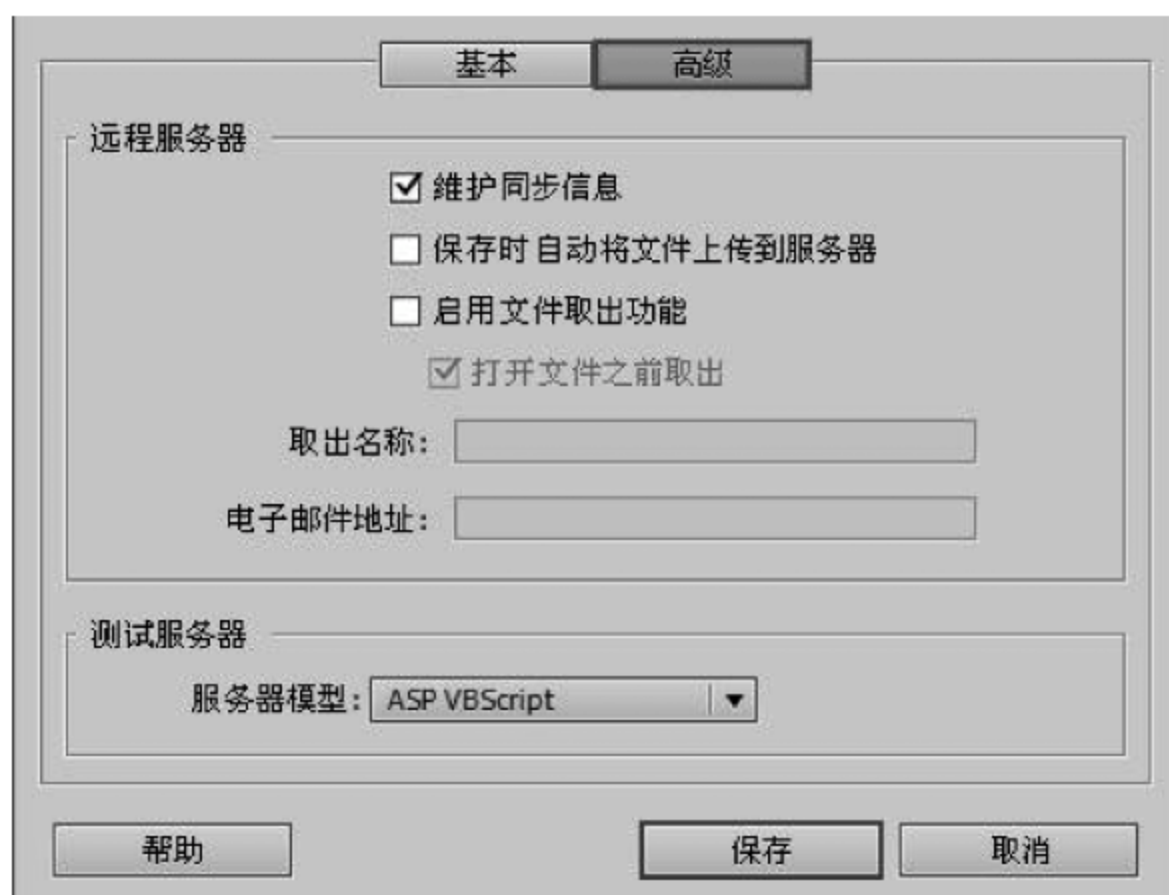 基本 高级
远程服务器
维护同步信息
保存时自动将文件上传到服务器
启用文件取出功能
打开文件之前取出
取出名称:
电子邮件地址:
测试服务器
服务器模型: ASP VBScript
帮助 保存 取消